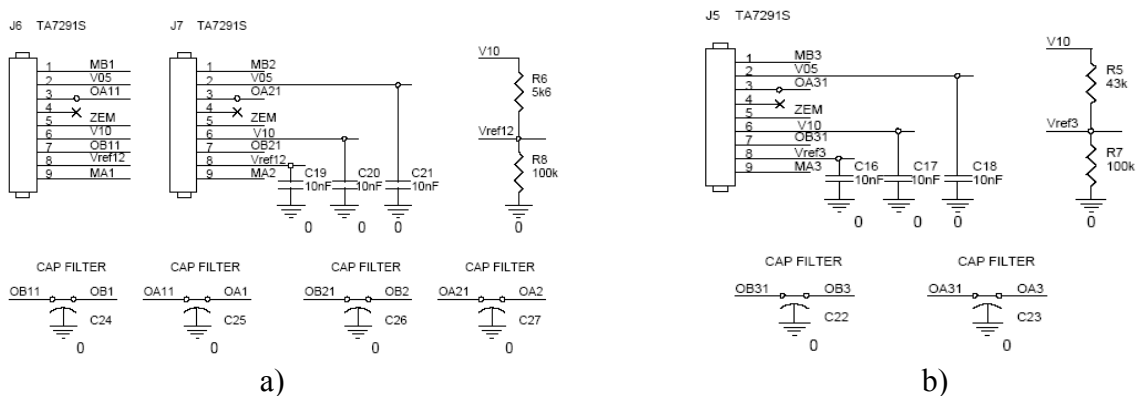 J6 TA7291S
1 MB1
2 V05
3 OA11
4
5 ZEM
6 V10
7 OB11
8 Vref12
9 MA1
J7 TA7291S
1 MB2
2 V05
3 OA21
4
5 ZEM
6 V10
7 OB21
8 Vref12
9 MA2
C19
10nF
0
C20
10nF
0
C21
10nF
0
V10
R6
5k6
Vref12
R8
100k
0
CAP FILTER
OB11 OB1
C24
0
CAP FILTER
OA11 OA1
C25
0
CAP FILTER
OB21 OB2
C26
0
CAP FILTER
OA21 OA2
C27
0
a)
J5 TA7291S
1 MB3
2 V05
3 OA31
4
5 ZEM
6 V10
7 OB31
8 Vref3
9 MA3
C16
10nF
0
C17
10nF
0
C18
10nF
0
V10
R5
43k
Vref3
R7
100k
0
CAP FILTER
OB31 OB3
C22
0
CAP FILTER
OA31 OA3
C23
0
b)